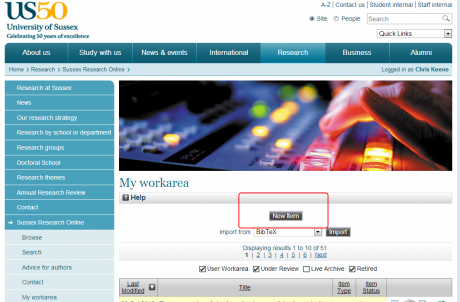 US50
University of Sussex
Celebrating 50 years of excellence
A-Z | Contact us | Student internal | Staff internal
Site People Search
Quick Links
About us Study with us News & events International Research Business Alumni
Home > Research > Sussex Research Online >
Logged in as Chris Keene
Research at Sussex
News
Our research strategy
Research by school or department
Research groups
Doctoral School
Research themes
Annual Research Review
Contact
Sussex Research Online
Browse
Search
Advice for authors
Contact
My workarea
My workarea
? Help
New Item
Import from BibTeX Import
Displaying results 1 to 10 of 51
1 | 2 | 3 | 4 | 5 | 6 | Next
User Workarea Under Review Live Archive Retired
Last Modified Title Item Type Item Status